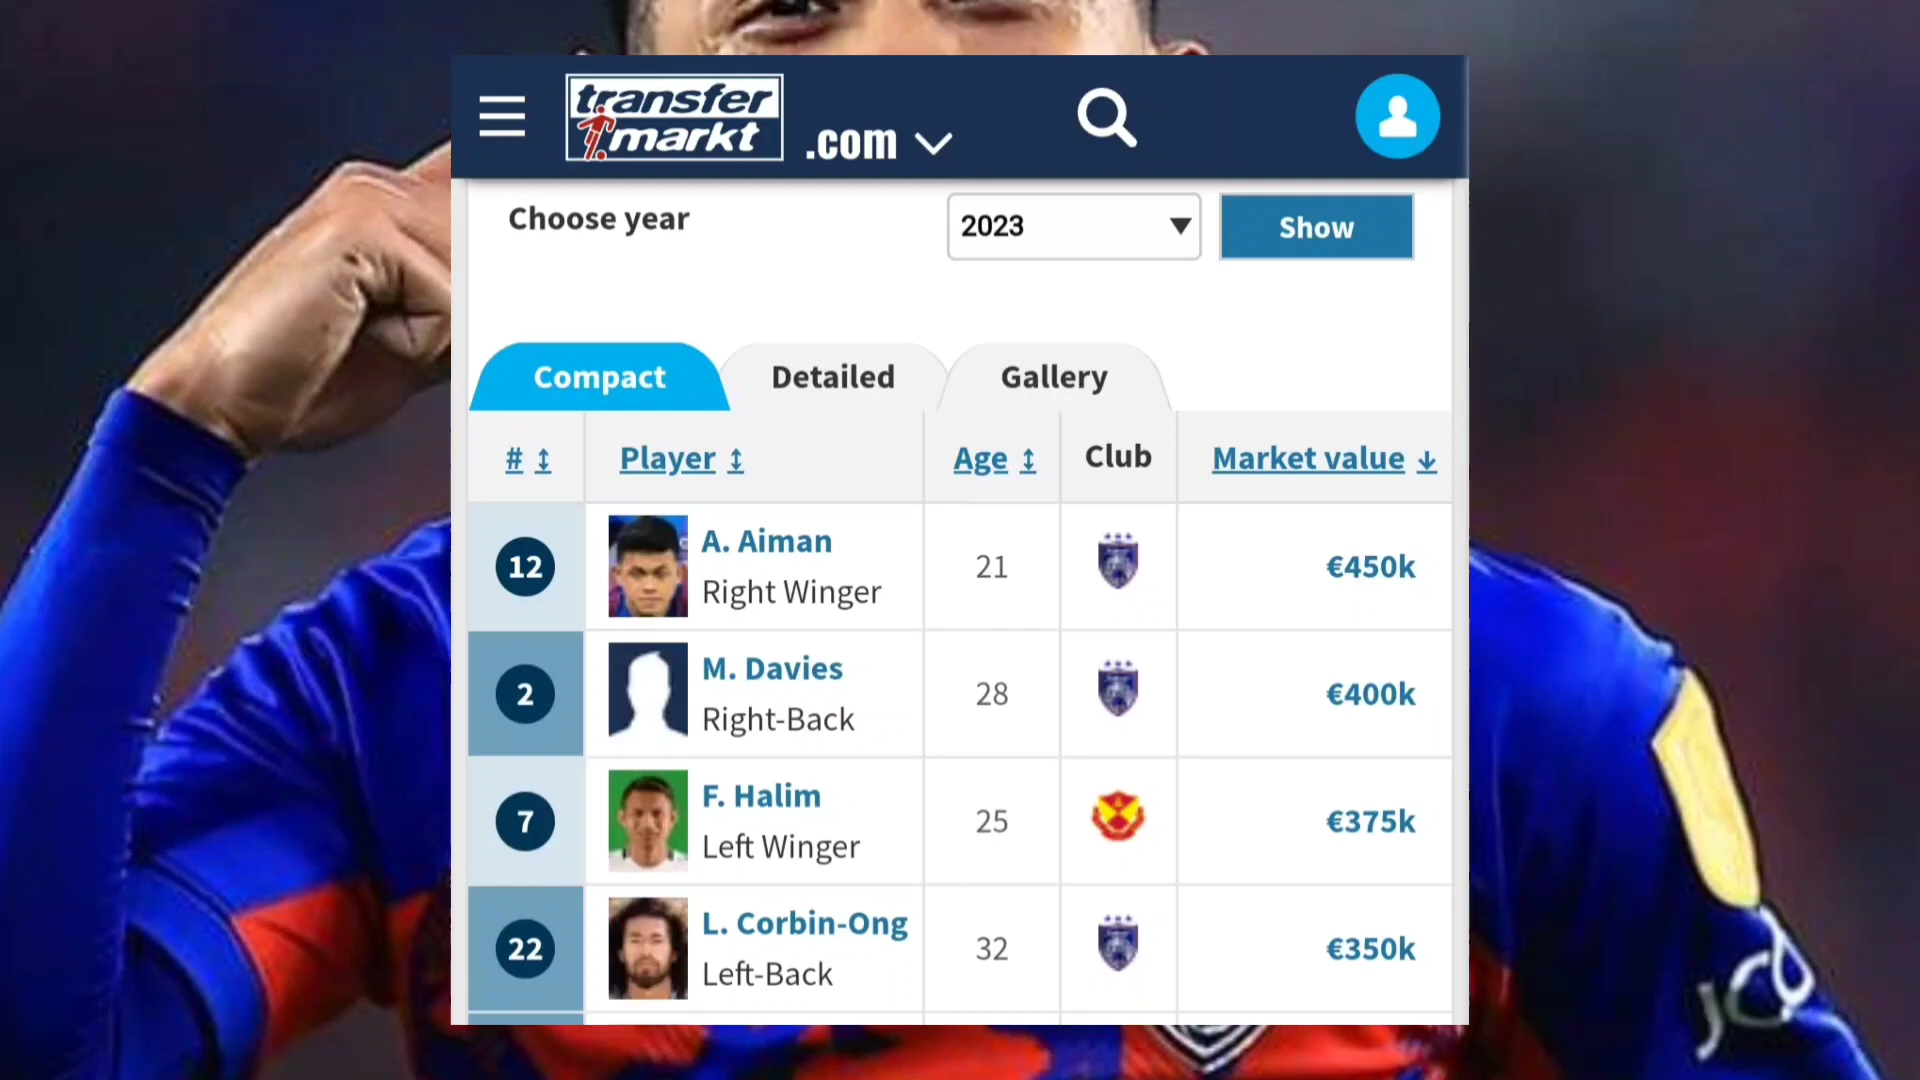 transfer
markt
.com
Choose year
2023
Show
Compact
Detailed
Gallery
# Player Age Club Market value
12
A. Aiman
Right Winger
21
€450k
2
M. Davies
Right-Back
28
€400k
7
F. Halim
Left Winger
25
€375k
22
L. Corbin-Ong
Left-Back
32
€350k